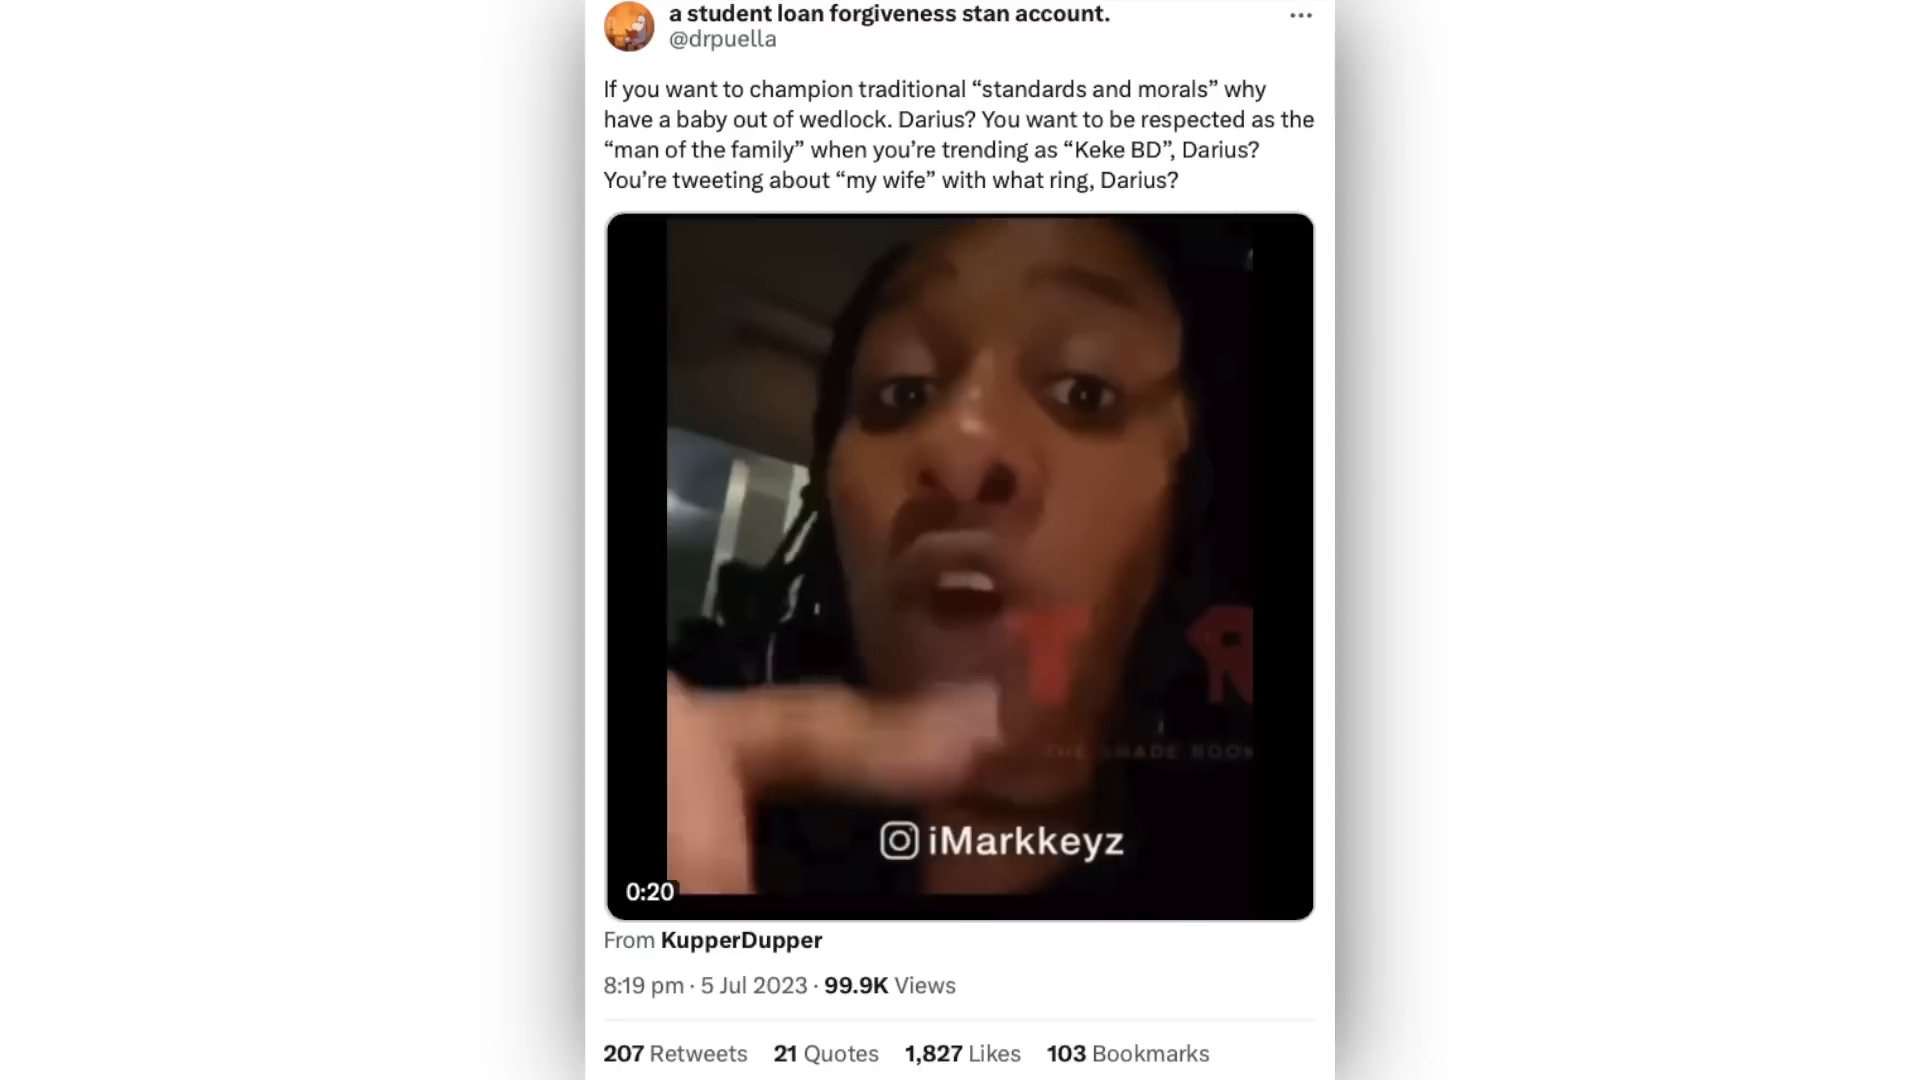 a student loan forgiveness stan account.
@drpuella
If you want to champion traditional “standards and morals” why
have a baby out of wedlock. Darius? You want to be respected as the
“man of the family” when you’re trending as “Keke BD”, Darius?
You’re tweeting about “my wife” with what ring, Darius?
T R
THE SHADE ROOM
iMarkkeyz
0:20
From KupperDupper
8:19 pm · 5 Jul 2023 · 99.9K Views
207 Retweets 21 Quotes 1,827 Likes 103 Bookmarks